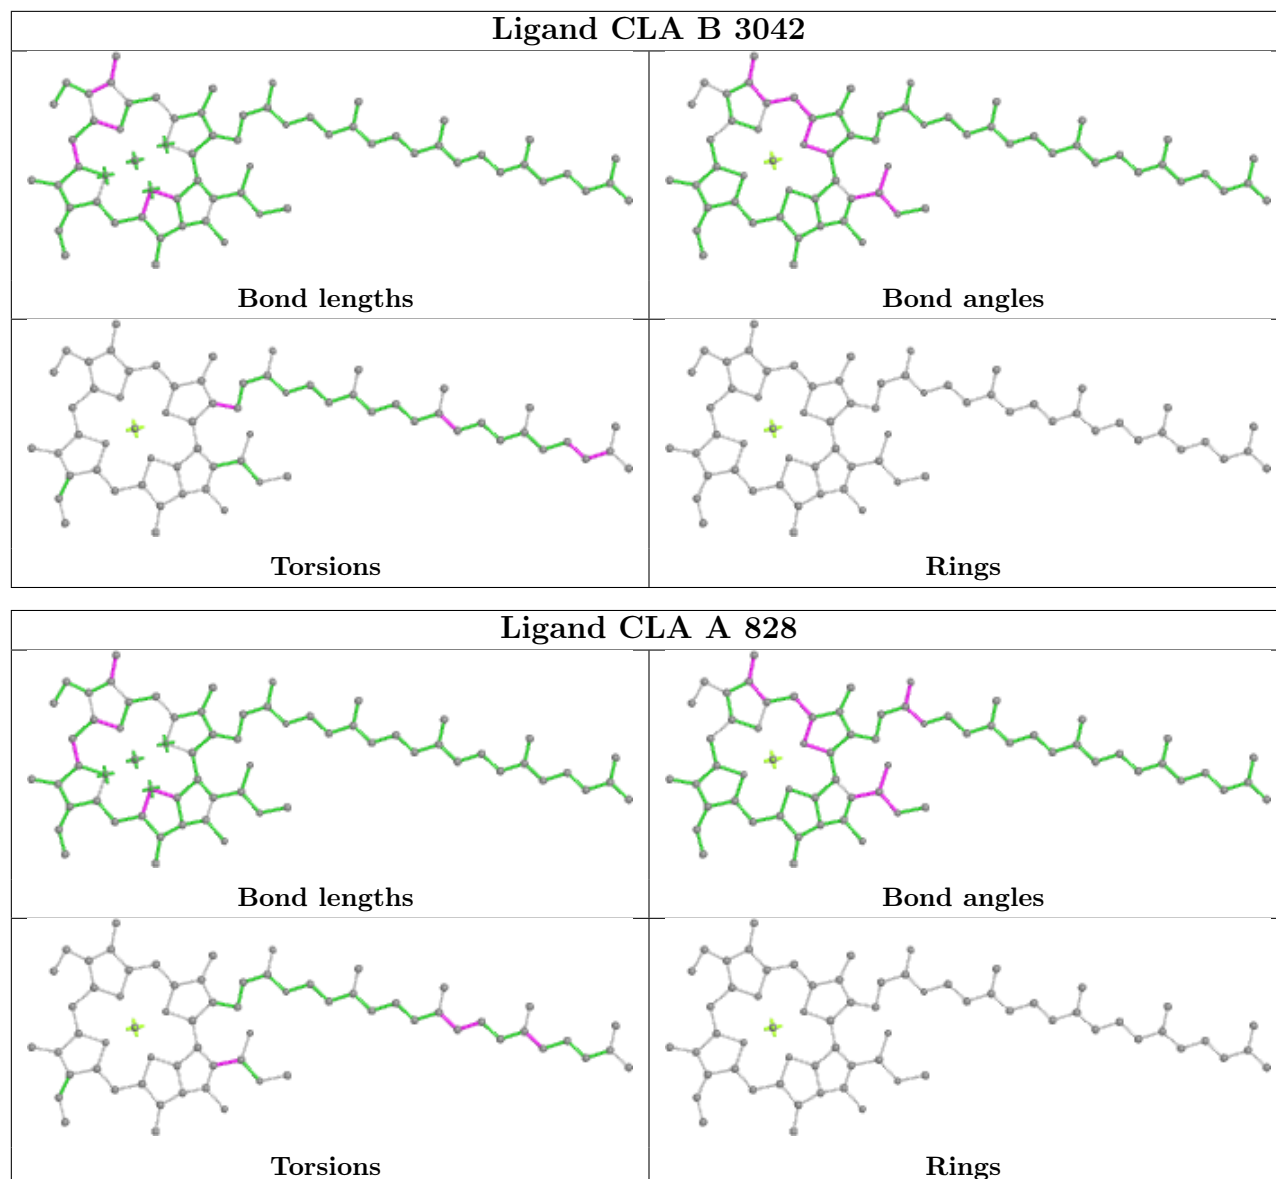 Ligand CLA B 3042
Bond lengths
Bond angles
Torsions
Rings
Ligand CLA A 828
Bond lengths
Bond angles
Torsions
Rings